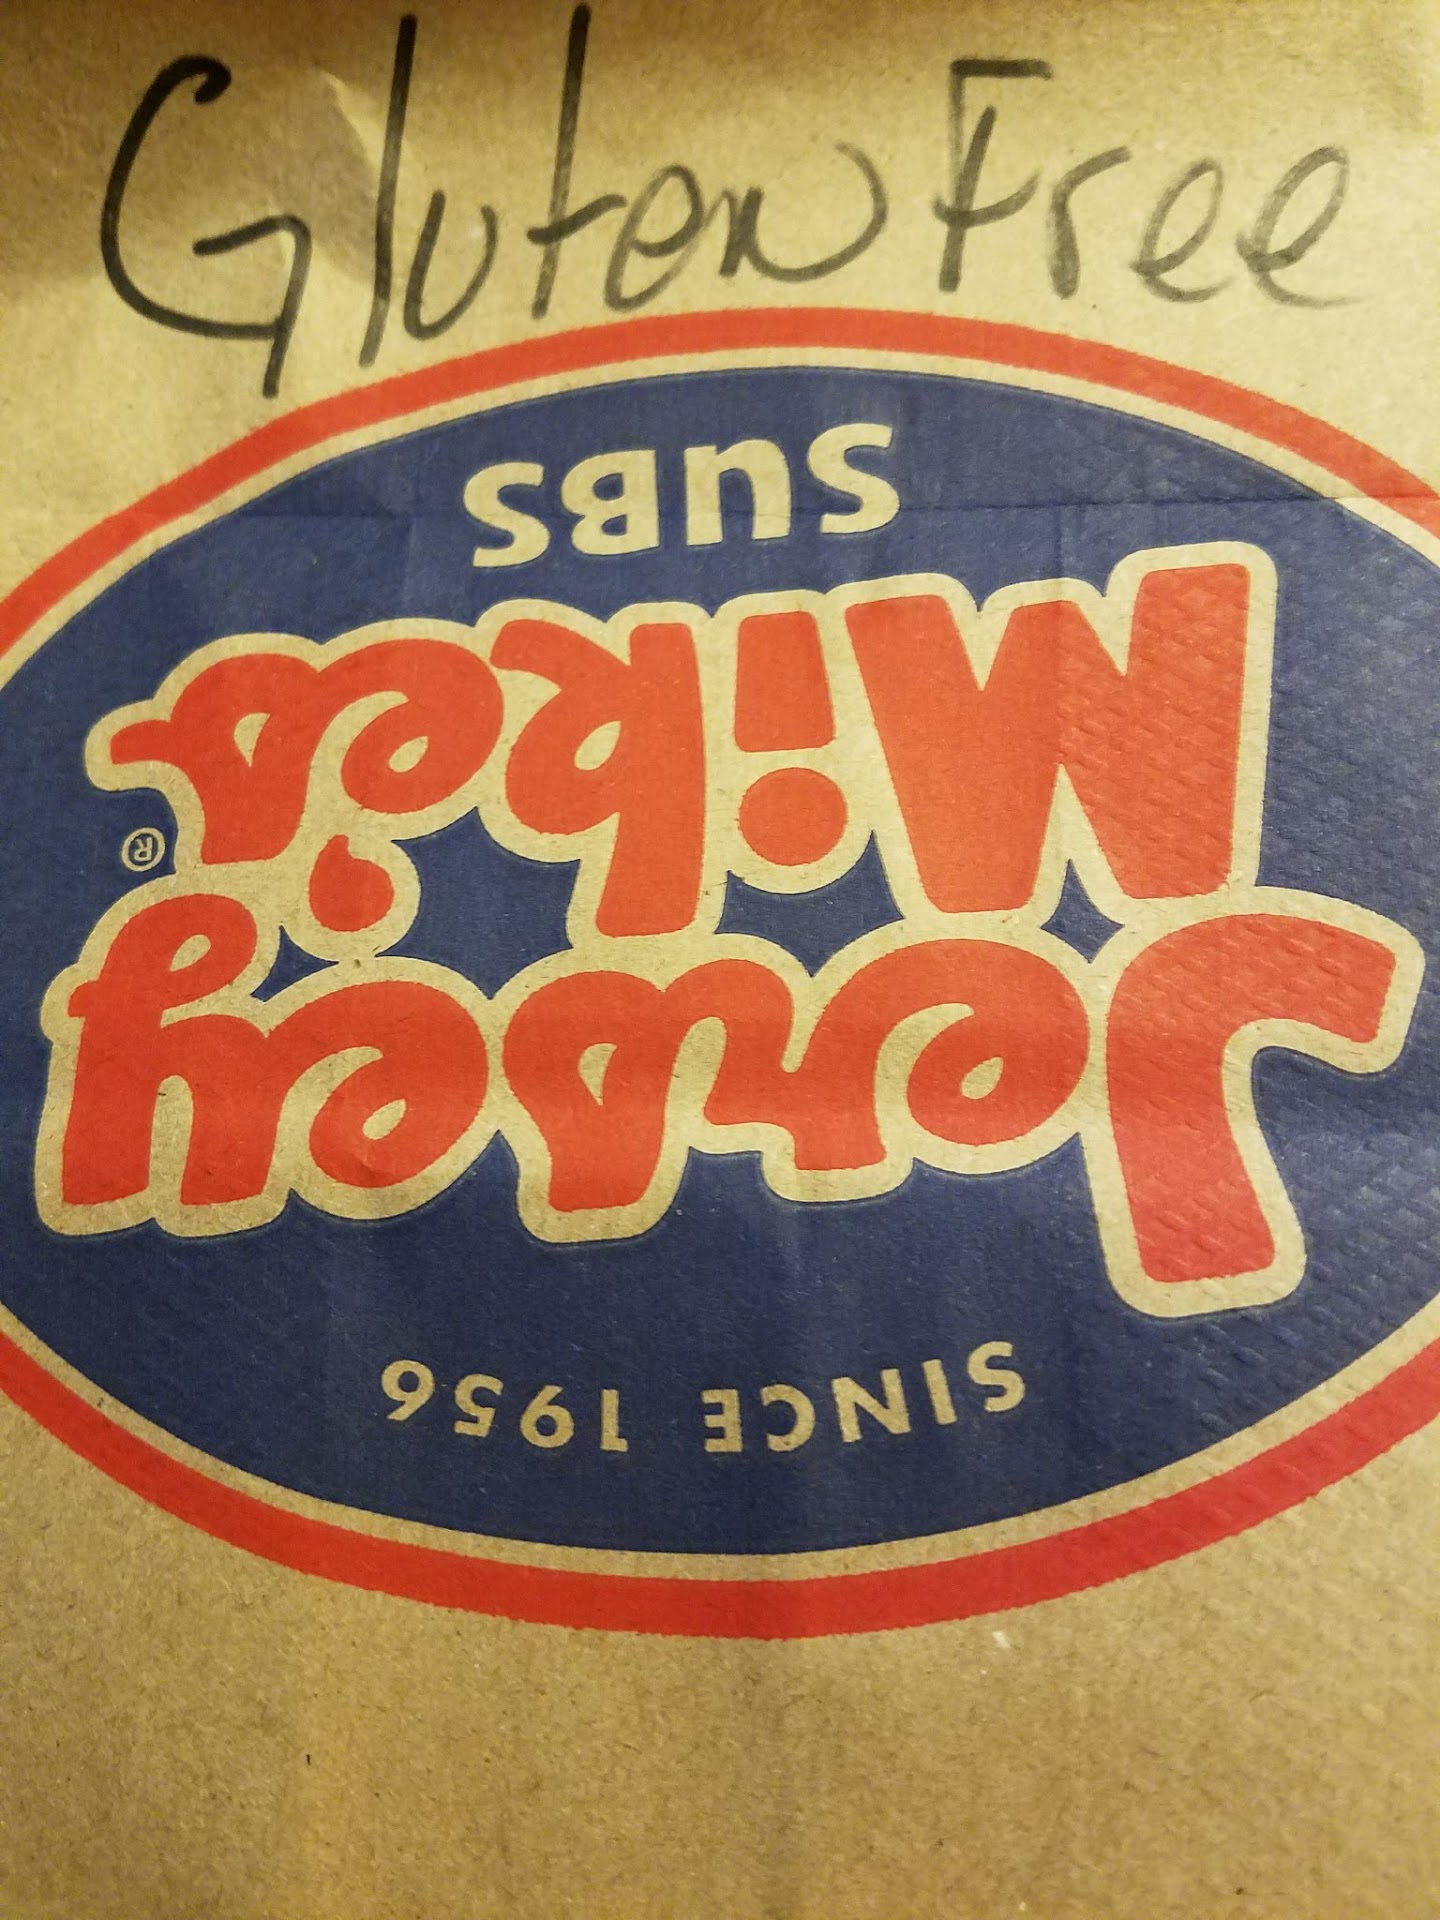 Gluten Free
SINCE 1956
Jersey
Mike's®
SUBS